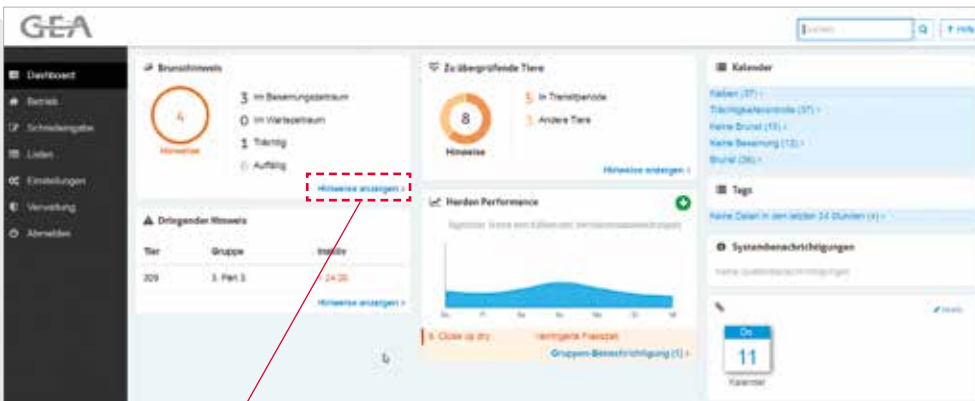 GEA
Suchen
? Hilfe
Dashboard
Betrieb
Schnelleingabe
Listen
Einstellungen
Verwaltung
Abmelden
Brunsthinweis
4
Hinweise
3 Im Besamungszeitraum
0 Im Wartezeitraum
1 Trächtig
0 Auffällig
Hinweise anzeigen >
Dringender Hinweis
Tier Gruppe Inaktiv
309 3. Part 3
Hinweise anzeigen >
Zu überprüfende Tiere
8
Hinweise
5 In Transitperiode
3 Andere Tiere
Hinweise anzeigen >
Herden Performance
6. Close up dry Verringerte Fresszeit
Gruppen-Benachrichtigung (1) >
Kalender
Kalben (37) >
Trächtigkeitskontrolle (37) >
Keine Brunst (15) >
Keine Besamung (13) >
Brunst (36) >
Tags
Keine Daten in den letzten 24 Stunden (4) >
Systembenachrichtigungen
Keine Systembenachrichtigungen
Do
11
Kalender